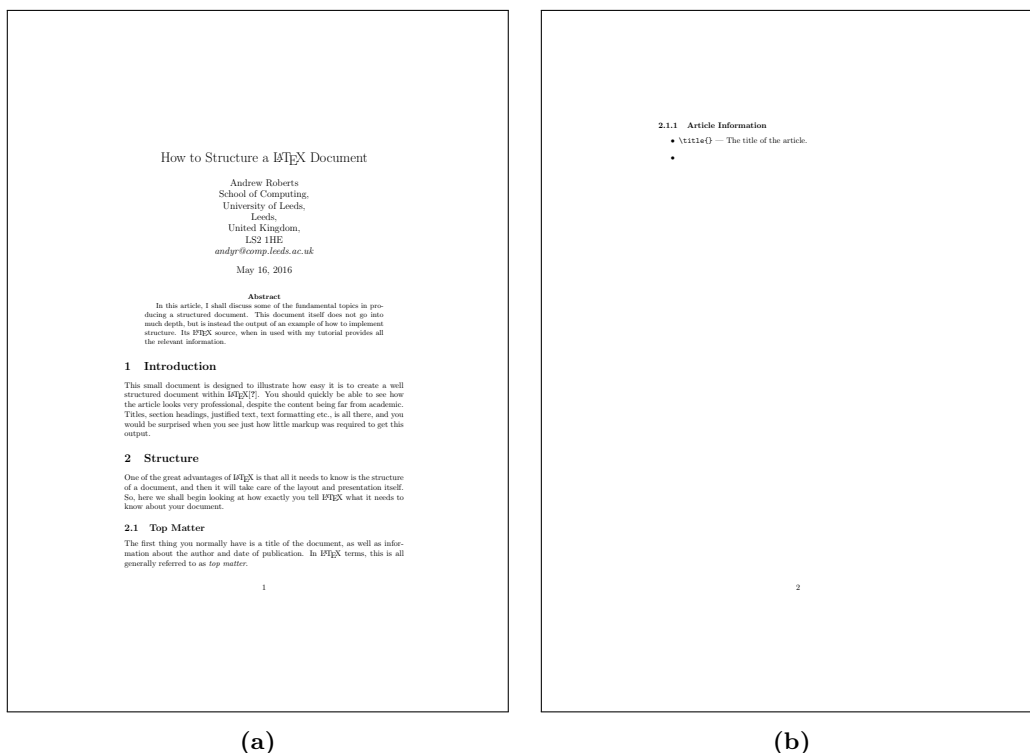 How to Structure a LATEX Document
Andrew Roberts
School of Computing,
University of Leeds,
Leeds,
United Kingdom,
LS2 1HE
andyr@comp.leeds.ac.uk
May 16, 2016
Abstract
In this article, I shall discuss some of the fundamental topics in pro-
ducing a structured document. This document itself does not go into
much depth, but is instead the output of an example of how to implement
structure. Its LATEX source, when in used with my tutorial provides all
the relevant information.
1 Introduction
This small document is designed to illustrate how easy it is to create a well
structured document within LATEX[?]. You should quickly be able to see how
the article looks very professional, despite the content being far from academic.
Titles, section headings, justified text, text formatting etc., is all there, and you
would be surprised when you see just how little markup was required to get this
output.
2 Structure
One of the great advantages of LATEX is that all it needs to know is the structure
of a document, and then it will take care of the layout and presentation itself.
So, here we shall begin looking at how exactly you tell LATEX what it needs to
know about your document.
2.1 Top Matter
The first thing you normally have is a title of the document, as well as infor-
mation about the author and date of publication. In LATEX terms, this is all
generally referred to as top matter.
1
(a)
2.1.1 Article Information
• \title{} — The title of the article.
•
2
(b)